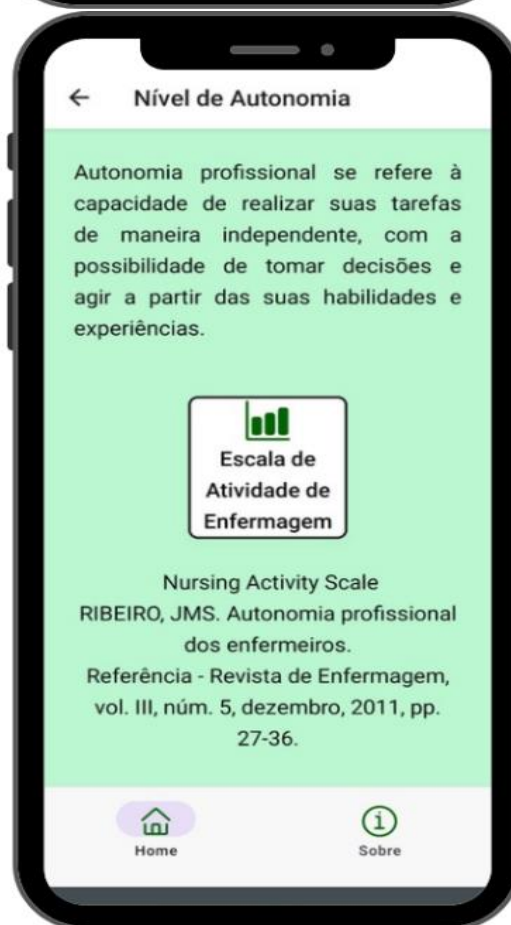 Nível de Autonomia
Autonomia profissional se refere à
capacidade de realizar suas tarefas
de maneira independente, com a
possibilidade de tomar decisões e
agir a partir das suas habilidades e
experiências.
Escala de
Atividade de
Enfermagem
Nursing Activity Scale
RIBEIRO, JMS. Autonomia profissional
dos enfermeiros.
Referência - Revista de Enfermagem,
vol. III, núm. 5, dezembro, 2011, pp.
27-36.
Home
Sobre